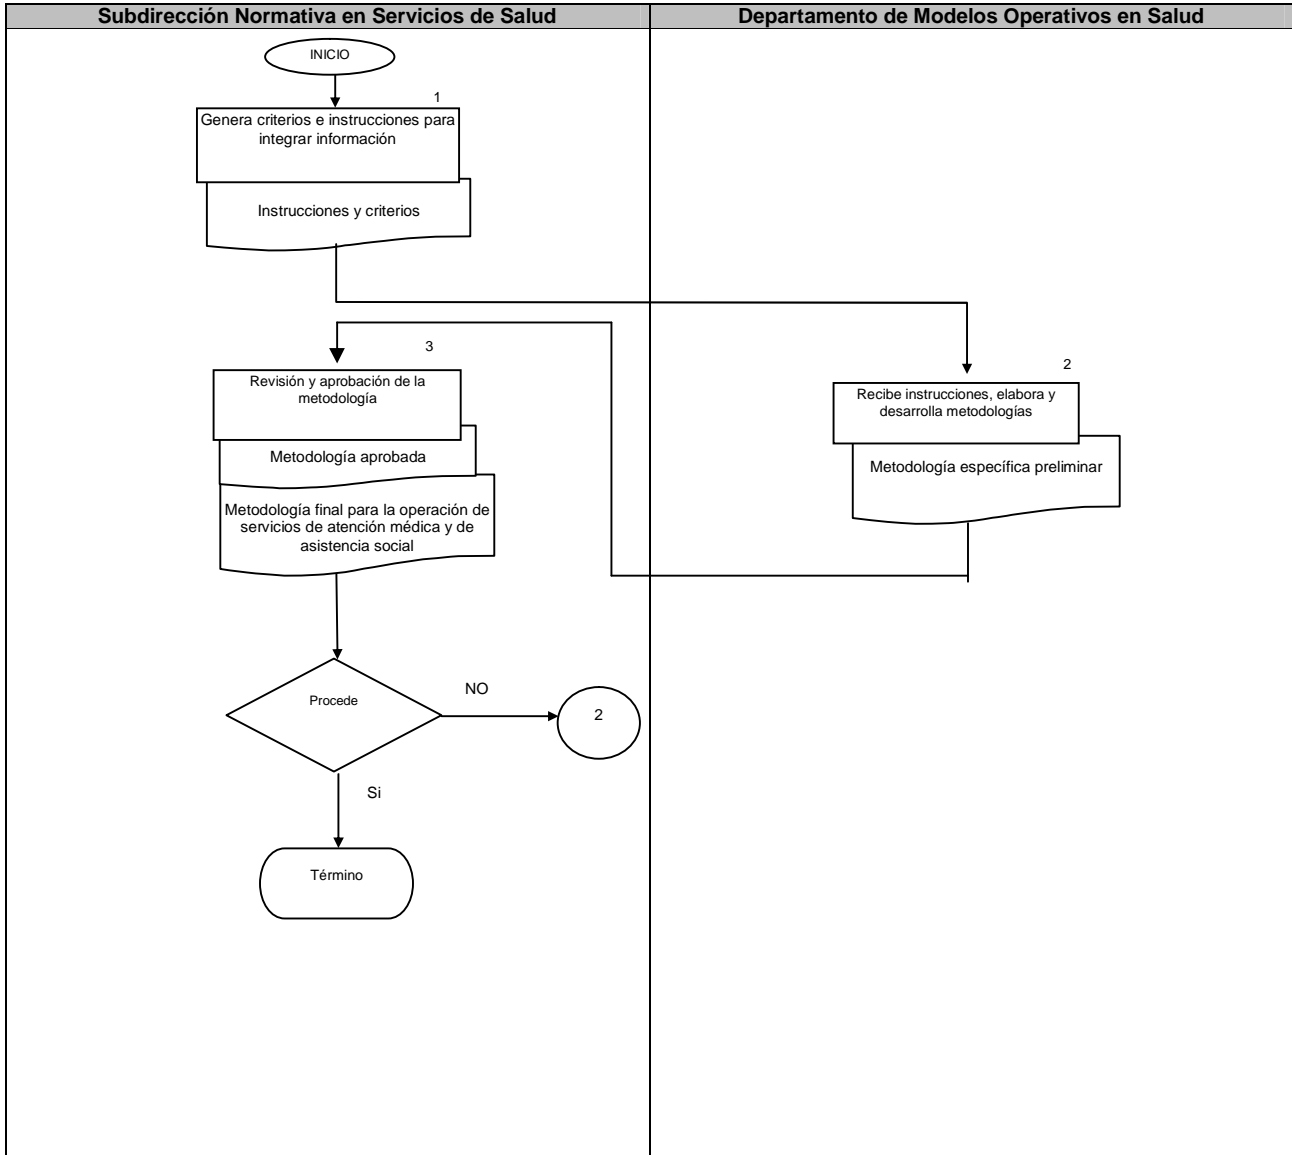 Subdirección Normativa en Servicios de Salud
Departamento de Modelos Operativos en Salud
INICIO
1
Genera criterios e instrucciones para
integrar información
Instrucciones y criterios
3
Revisión y aprobación de la
metodología
Metodología aprobada
Metodología final para la operación de
servicios de atención médica y de
asistencia social
2
Recibe instrucciones, elabora y
desarrolla metodologías
Metodología específica preliminar
Procede
NO
2
Si
Término